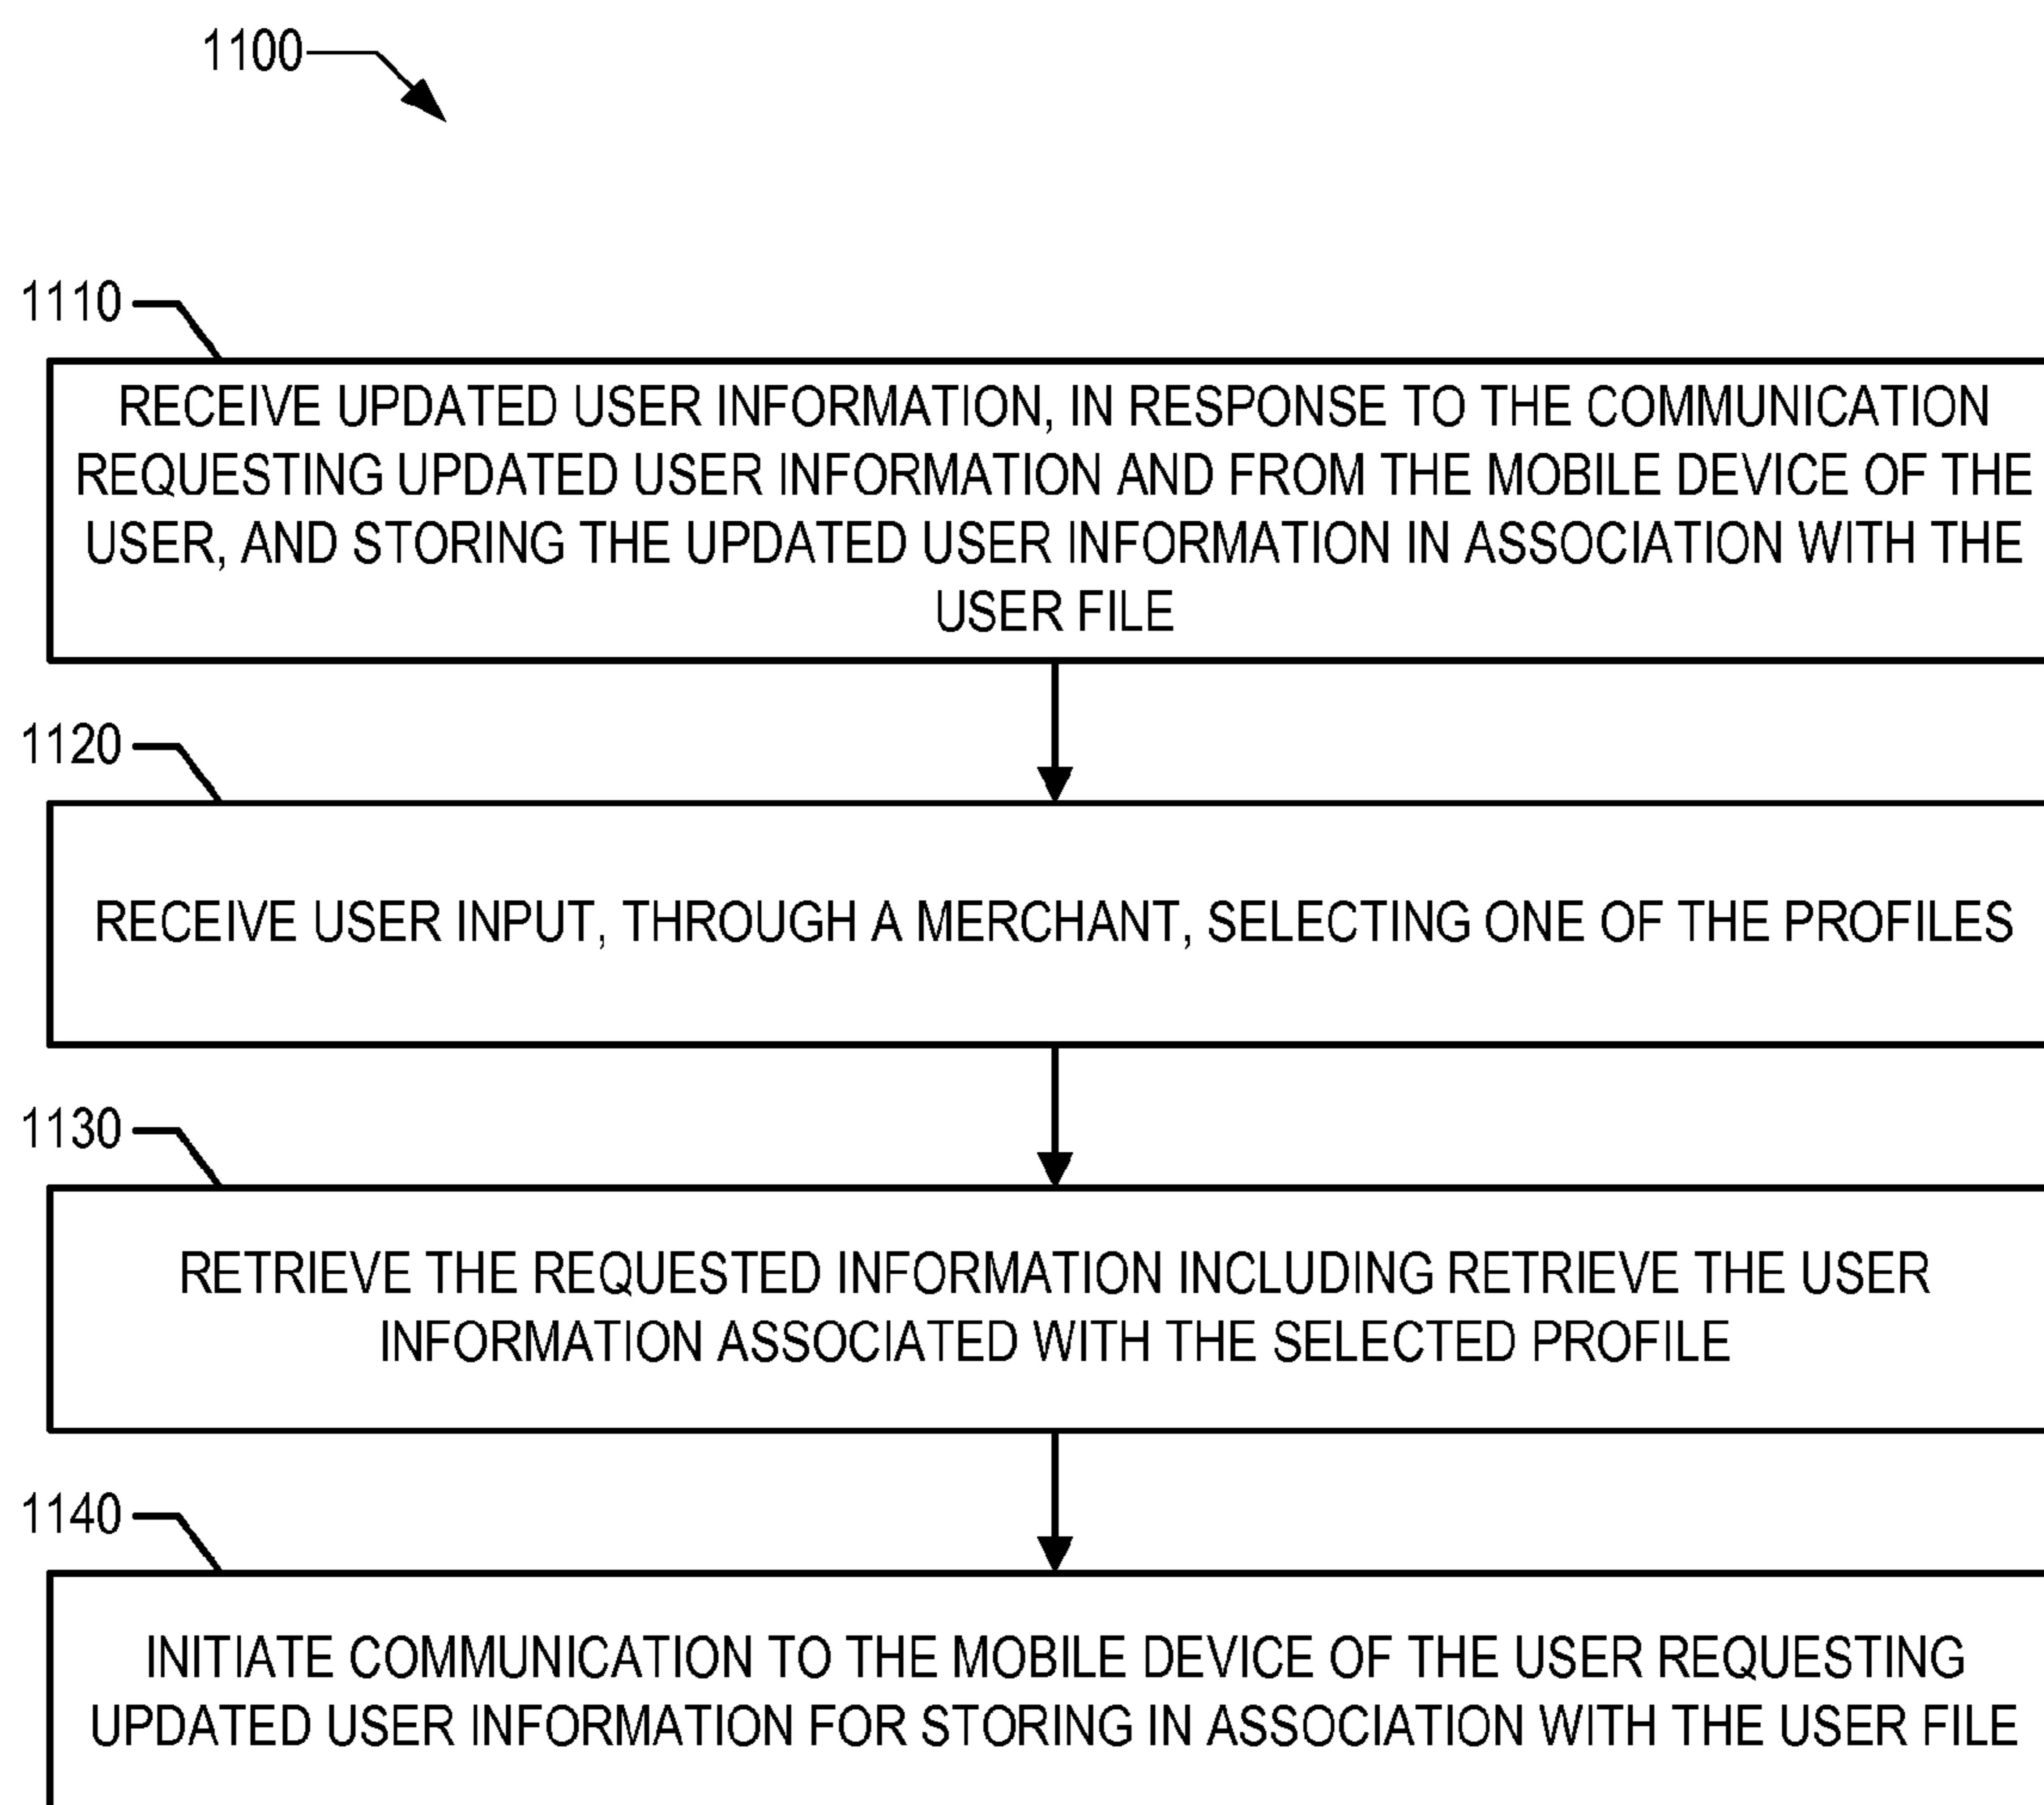 1100
1110
RECEIVE UPDATED USER INFORMATION, IN RESPONSE TO THE COMMUNICATION
REQUESTING UPDATED USER INFORMATION AND FROM THE MOBILE DEVICE OF THE
USER, AND STORING THE UPDATED USER INFORMATION IN ASSOCIATION WITH THE
USER FILE
1120
RECEIVE USER INPUT, THROUGH A MERCHANT, SELECTING ONE OF THE PROFILES
1130
RETRIEVE THE REQUESTED INFORMATION INCLUDING RETRIEVE THE USER
INFORMATION ASSOCIATED WITH THE SELECTED PROFILE
1140
INITIATE COMMUNICATION TO THE MOBILE DEVICE OF THE USER REQUESTING
UPDATED USER INFORMATION FOR STORING IN ASSOCIATION WITH THE USER FILE